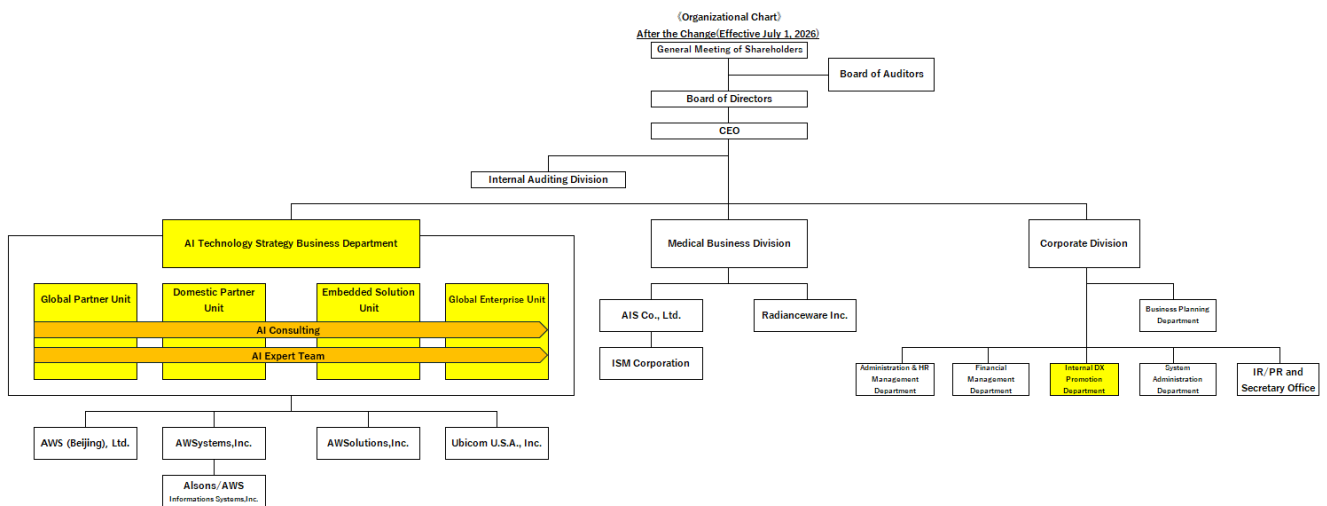 《Organizational Chart》
After the Change(Effective July 1, 2026)
General Meeting of Shareholders
Board of Auditors
Board of Directors
CEO
Internal Auditing Division
AI Technology Strategy Business Department
Medical Business Division
Corporate Division
Global Partner Unit
Domestic Partner
Unit
Embedded Solution
Unit
Global Enterprise Unit
AI Consulting
AI Expert Team
AIS Co., Ltd.
Radianceware Inc.
Business Planning
Department
ISM Corporation
Administration & HR
Management
Department
Financial
Management
Department
Internal DX
Promotion
Department
System
Administration
Department
IR/PR and
Secretary Office
AWS (Beijing), Ltd.
AWSystems,Inc.
AWSolutions,Inc.
Ubicom U.S.A., Inc.
Alsons/AWS
Informations Systems,Inc.